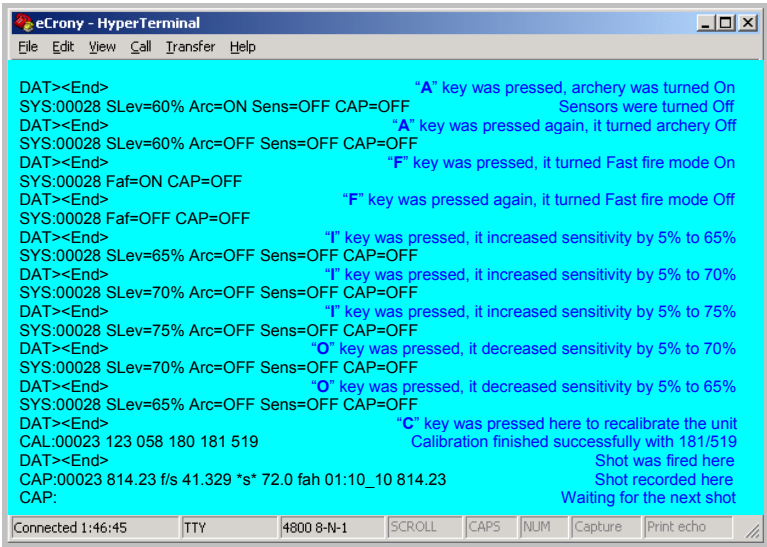 eCrony - HyperTerminal
File Edit View Call Transfer Help
DAT><End> “A” key was pressed, archery was turned On
SYS:00028 SLev=60% Arc=ON Sens=OFF CAP=OFF Sensors were turned Off
DAT><End> “A” key was pressed again, it turned archery Off
SYS:00028 SLev=60% Arc=OFF Sens=OFF CAP=OFF
DAT><End> “F” key was pressed, it turned Fast fire mode On
SYS:00028 Faf=ON CAP=OFF
DAT><End> “F” key was pressed again, it turned Fast fire mode Off
SYS:00028 Faf=OFF CAP=OFF
DAT><End> “I” key was pressed, it increased sensitivity by 5% to 65%
SYS:00028 SLev=65% Arc=OFF Sens=OFF CAP=OFF
DAT><End> “I” key was pressed, it increased sensitivity by 5% to 70%
SYS:00028 SLev=70% Arc=OFF Sens=OFF CAP=OFF
DAT><End> “I” key was pressed, it increased sensitivity by 5% to 75%
SYS:00028 SLev=75% Arc=OFF Sens=OFF CAP=OFF
DAT><End> “O” key was pressed, it decreased sensitivity by 5% to 70%
SYS:00028 SLev=70% Arc=OFF Sens=OFF CAP=OFF
DAT><End> “O” key was pressed, it decreased sensitivity by 5% to 65%
SYS:00028 SLev=65% Arc=OFF Sens=OFF CAP=OFF
DAT><End> “C” key was pressed here to recalibrate the unit
CAL:00023 123 058 180 181 519 Calibration finished successfully with 181/519
DAT><End> Shot was fired here
CAP:00023 814.23 f/s 41.329 *s* 72.0 fah 01:10_10 814.23 Shot recorded here
CAP: Waiting for the next shot
Connected 1:46:45 TTY 4800 8-N-1 SCROLL CAPS NUM Capture Print echo